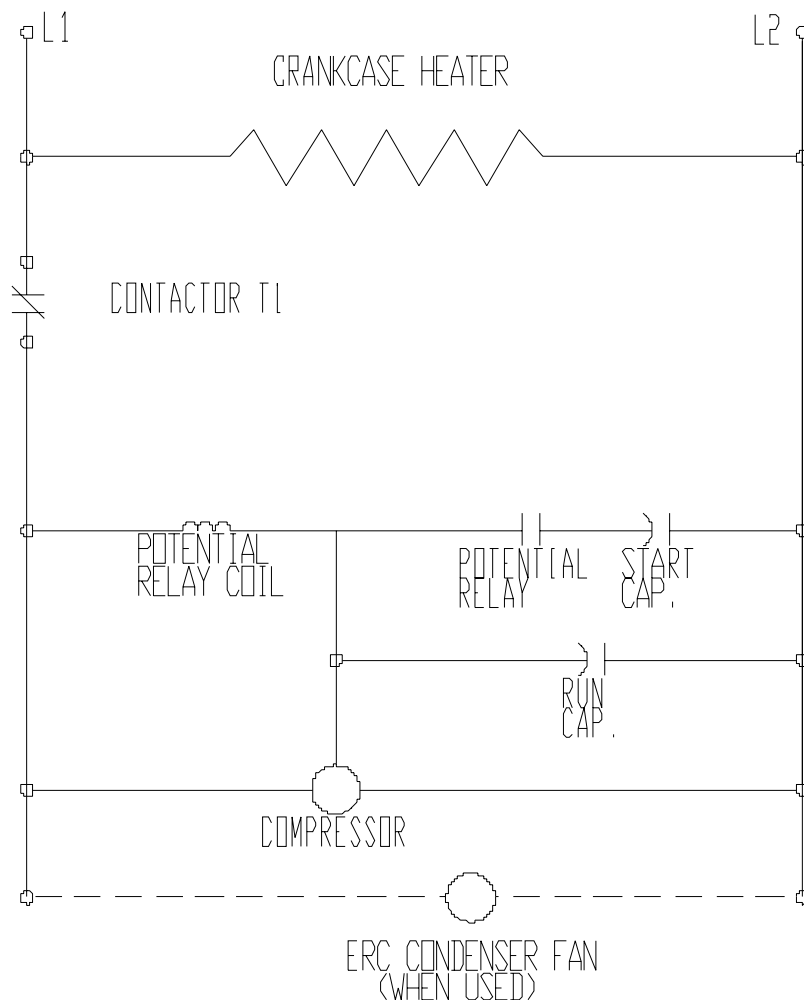 L1
L2
CRANKCASE HEATER
CONTACTOR T1
POTENTIAL
RELAY COIL
POTENTIAL
RELAY
START
CAP.
RUN
CAP.
COMPRESSOR
ERC CONDENSER FAN
(WHEN USED)